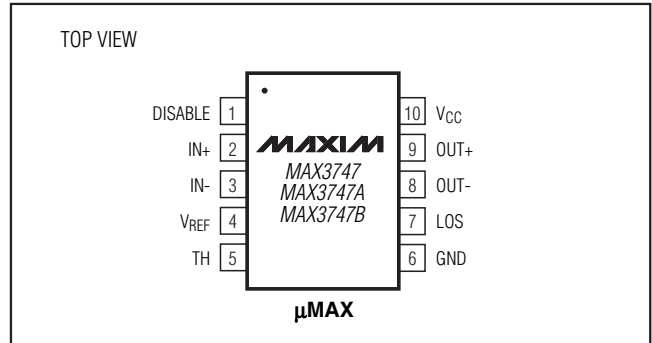 TOP VIEW
DISABLE 1
IN+ 2
IN- 3
VREF 4
TH 5
MAXIM
MAX3747
MAX3747A
MAX3747B
10 VCC
9 OUT+
8 OUT-
7 LOS
6 GND
μMAX